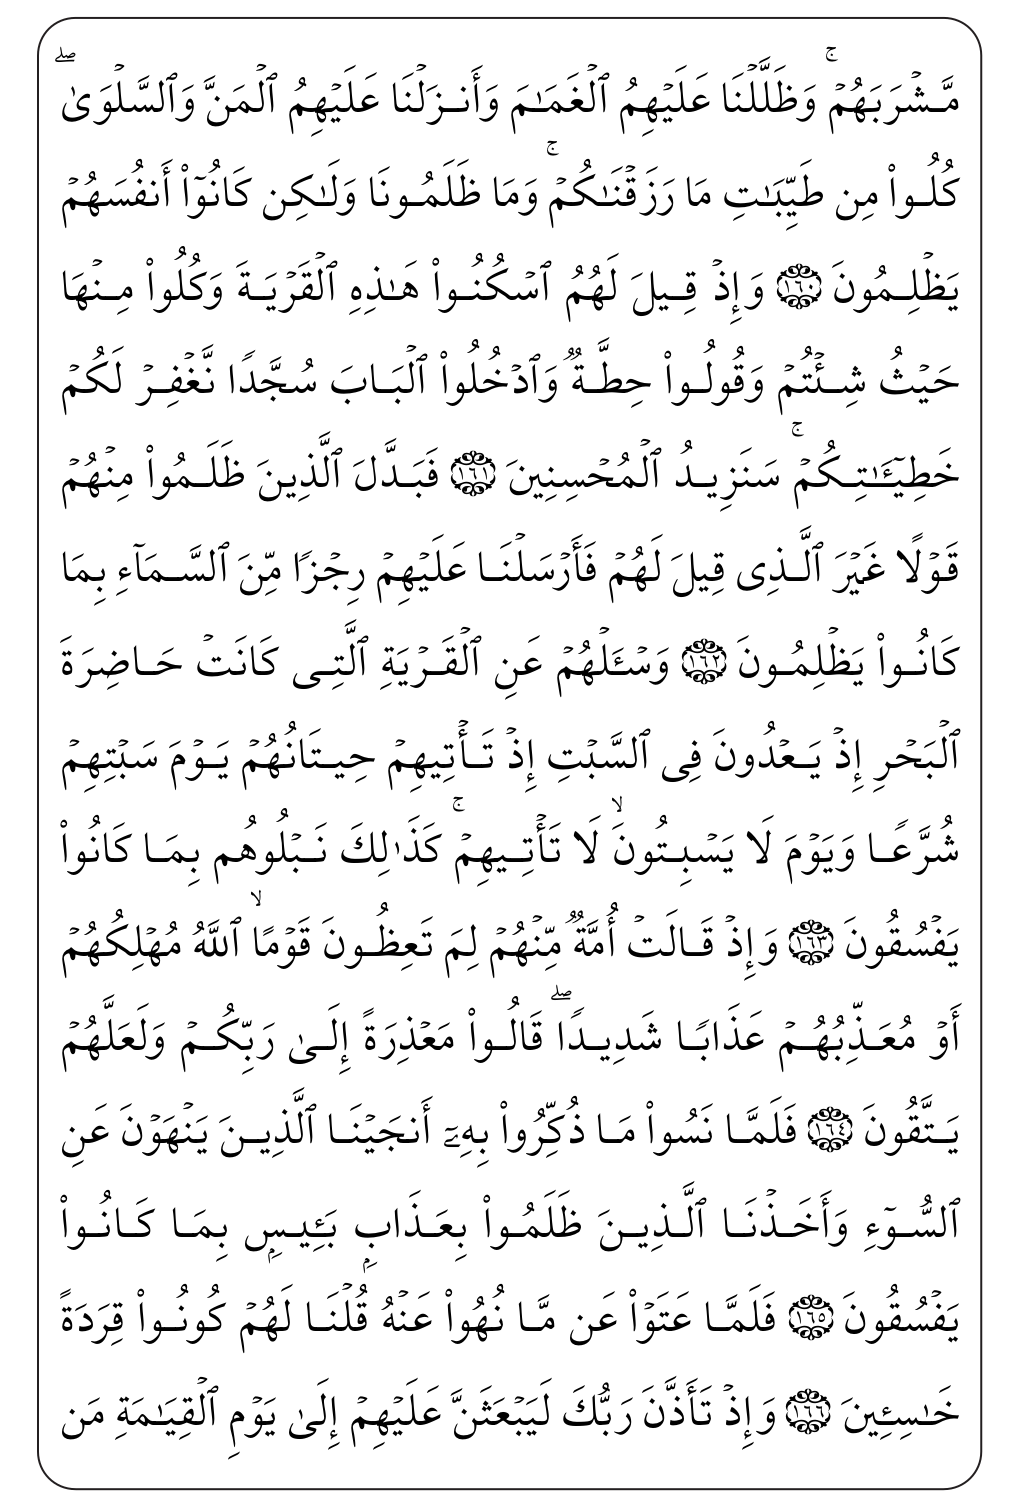 مَّشْرَبَهُمْ ۚ وَظَلَّلْنَا عَلَيْهِمُ ٱلْغَمَـٰمَ وَأَنزَلْنَا عَلَيْهِمُ ٱلْمَنَّ وَٱلسَّلْوَىٰ ۖ
كُلُوا۟ مِن طَيِّبَـٰتِ مَا رَزَقْنَـٰكُمْ ۚ وَمَا ظَلَمُونَا وَلَـٰكِن كَانُوٓا۟ أَنفُسَهُمْ
يَظْلِمُونَ ١٦٠ وَإِذْ قِيلَ لَهُمُ ٱسْكُنُوا۟ هَـٰذِهِ ٱلْقَرْيَةَ وَكُلُوا۟ مِنْهَا
حَيْثُ شِئْتُمْ وَقُولُوا۟ حِطَّةٌ وَٱدْخُلُوا۟ ٱلْبَابَ سُجَّدًا نَّغْفِرْ لَكُمْ
خَطِيٓـَٔـٰتِكُمْ ۚ سَنَزِيدُ ٱلْمُحْسِنِينَ ١٦١ فَبَدَّلَ ٱلَّذِينَ ظَلَمُوا۟ مِنْهُمْ
قَوْلًا غَيْرَ ٱلَّذِى قِيلَ لَهُمْ فَأَرْسَلْنَا عَلَيْهِمْ رِجْزًا مِّنَ ٱلسَّمَآءِ بِمَا
كَانُوا۟ يَظْلِمُونَ ١٦٢ وَسْـَٔلْهُمْ عَنِ ٱلْقَرْيَةِ ٱلَّتِى كَانَتْ حَاضِرَةَ
ٱلْبَحْرِ إِذْ يَعْدُونَ فِى ٱلسَّبْتِ إِذْ تَأْتِيهِمْ حِيتَانُهُمْ يَوْمَ سَبْتِهِمْ
شُرَّعًا وَيَوْمَ لَا يَسْبِتُونَ ۙ لَا تَأْتِيهِمْ ۚ كَذَٰلِكَ نَبْلُوهُم بِمَا كَانُوا۟
يَفْسُقُونَ ١٦٣ وَإِذْ قَالَتْ أُمَّةٌ مِّنْهُمْ لِمَ تَعِظُونَ قَوْمًا ۙ ٱللَّهُ مُهْلِكُهُمْ
أَوْ مُعَذِّبُهُمْ عَذَابًا شَدِيدًا ۖ قَالُوا۟ مَعْذِرَةً إِلَىٰ رَبِّكُمْ وَلَعَلَّهُمْ
يَتَّقُونَ ١٦٤ فَلَمَّا نَسُوا۟ مَا ذُكِّرُوا۟ بِهِۦٓ أَنجَيْنَا ٱلَّذِينَ يَنْهَوْنَ عَنِ
ٱلسُّوٓءِ وَأَخَذْنَا ٱلَّذِينَ ظَلَمُوا۟ بِعَذَابٍۭ بَـِٔيسٍۭ بِمَا كَانُوا۟
يَفْسُقُونَ ١٦٥ فَلَمَّا عَتَوْا۟ عَن مَّا نُهُوا۟ عَنْهُ قُلْنَا لَهُمْ كُونُوا۟ قِرَدَةً
خَـٰسِـِٔينَ ١٦٦ وَإِذْ تَأَذَّنَ رَبُّكَ لَيَبْعَثَنَّ عَلَيْهِمْ إِلَىٰ يَوْمِ ٱلْقِيَـٰمَةِ مَن